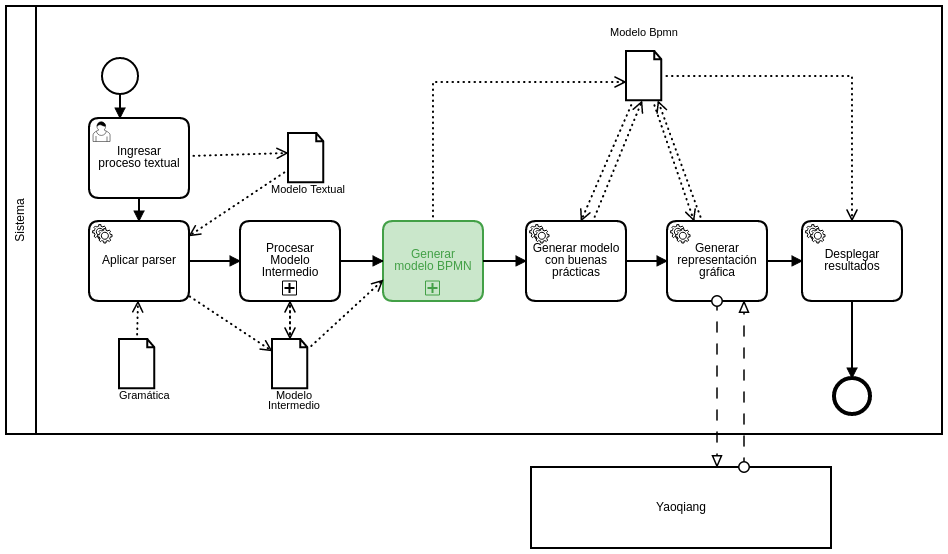 Modelo Bpmn
Sistema
Ingresar
proceso textual
Modelo Textual
Aplicar parser
Procesar
Modelo
Intermedio
Generar
modelo BPMN
Generar modelo
con buenas
prácticas
Generar
representación
gráfica
Desplegar
resultados
Gramática
Modelo
Intermedio
Yaoqiang